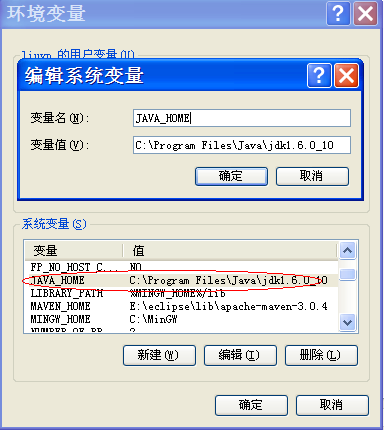 环境变量
的用户变量(U)
编辑系统变量
变量名(N): JAVA_HOME
变量值(V): C:\Program Files\Java\jdk1.6.0_10
确定 取消
系统变量(S)
变量 值
FP_NO_HOST_C... NO
JAVA_HOME C:\Program Files\Java\jdk1.6.0_10
LIBRARY_PATH %MINGW_HOME%/lib
MAVEN_HOME E:\eclipse\lib\apache-maven-3.0.4
MINGW_HOME C:\MinGW
新建(W) 编辑(I) 删除(L)
确定 取消